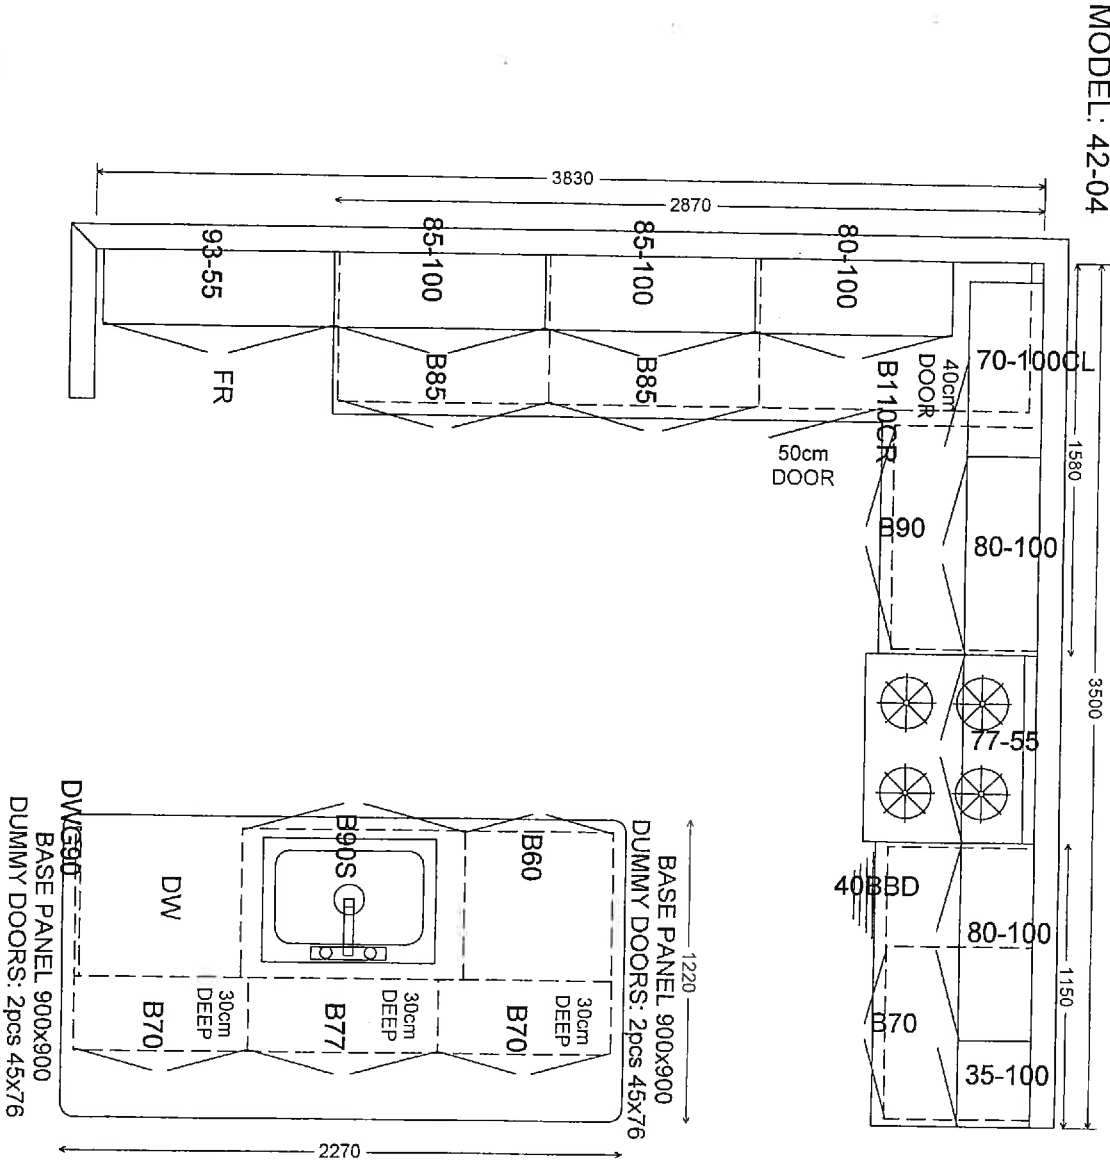 MODEL: 42-04
3830
2870
93-55
85-100
85-100
80-100
FR
B85
B85
B110CR
40cm
DOOR
70-100CL
50cm
DOOR
1580
B90
80-100
3500
77-55
40BBD
80-100
1150
B70
35-100
DWG90
DW
B90S
B60
B70
30cm
DEEP
B77
30cm
DEEP
B70
30cm
DEEP
BASE PANEL 900x900
DUMMY DOORS: 2pcs 45x76
BASE PANEL 900x900
DUMMY DOORS: 2pcs 45x76
1220
2270